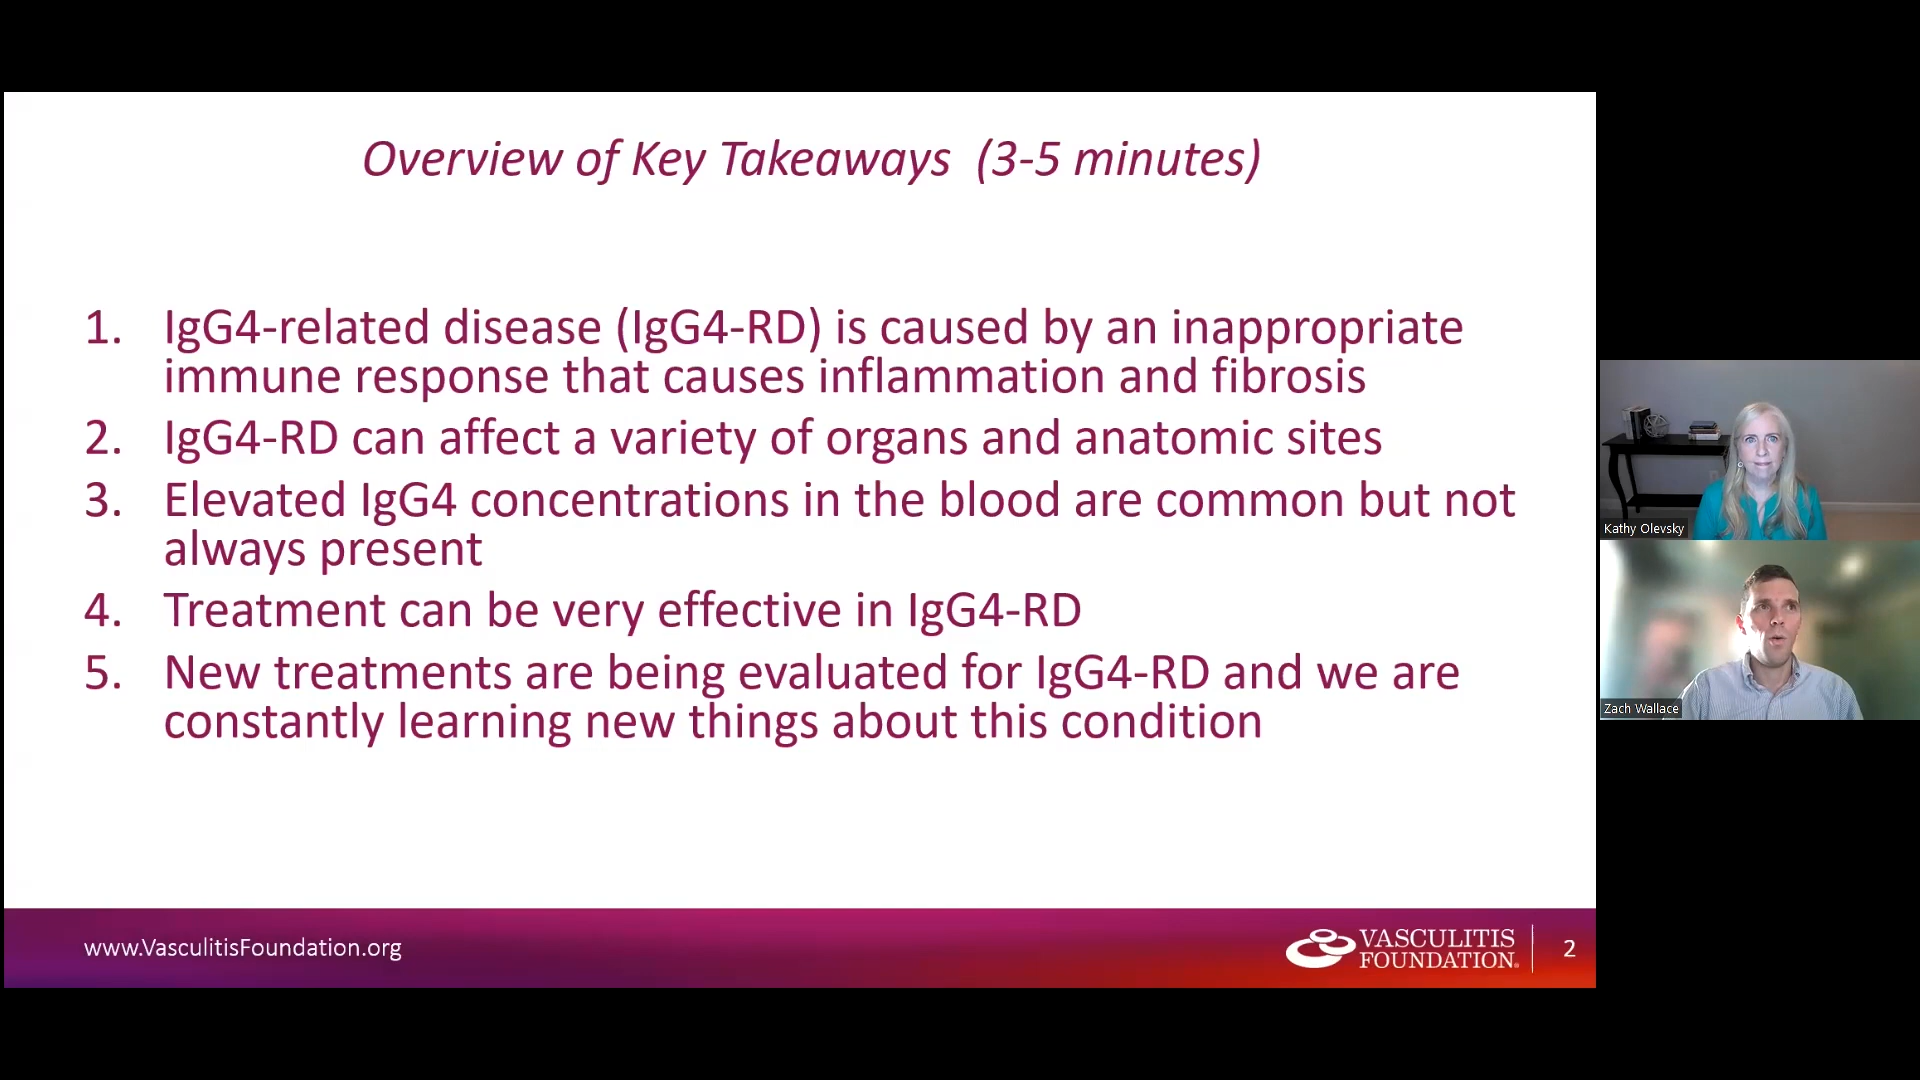 Overview of Key Takeaways (3-5 minutes)
1. IgG4-related disease (IgG4-RD) is caused by an inappropriate
immune response that causes inflammation and fibrosis
2. IgG4-RD can affect a variety of organs and anatomic sites
3. Elevated IgG4 concentrations in the blood are common but not
always present
4. Treatment can be very effective in IgG4-RD
5. New treatments are being evaluated for IgG4-RD and we are
constantly learning new things about this condition
www.VasculitisFoundation.org
VASCULITIS
FOUNDATION®
2
Kathy Olevsky
Zach Wallace